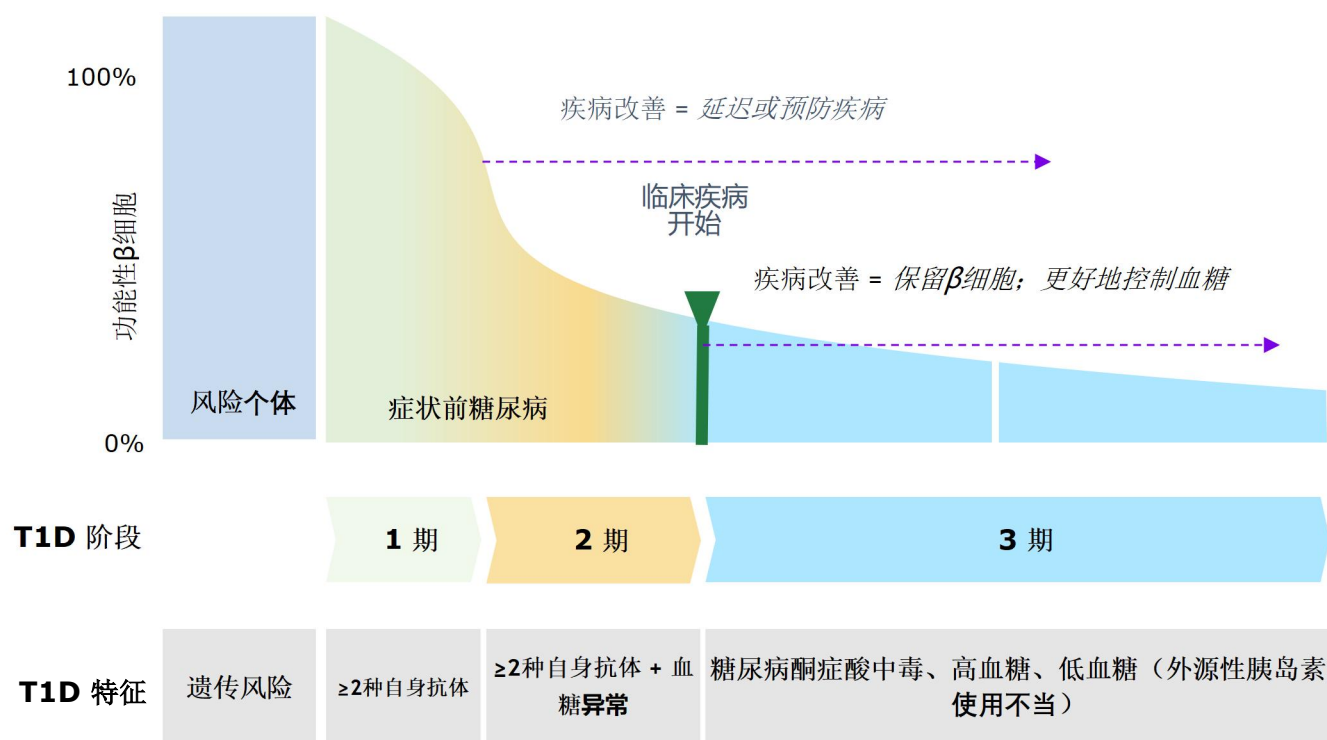 100%
疾病改善 = 延迟或预防疾病
临床疾病
开始
功能性β细胞
疾病改善 = 保留β细胞；更好地控制血糖
风险个体
症状前糖尿病
0%
T1D 阶段
1 期
2 期
3 期
T1D 特征
遗传风险
≥2种自身抗体
≥2种自身抗体 + 血
糖异常
糖尿病酮症酸中毒、高血糖、低血糖（外源性胰岛素
使用不当）